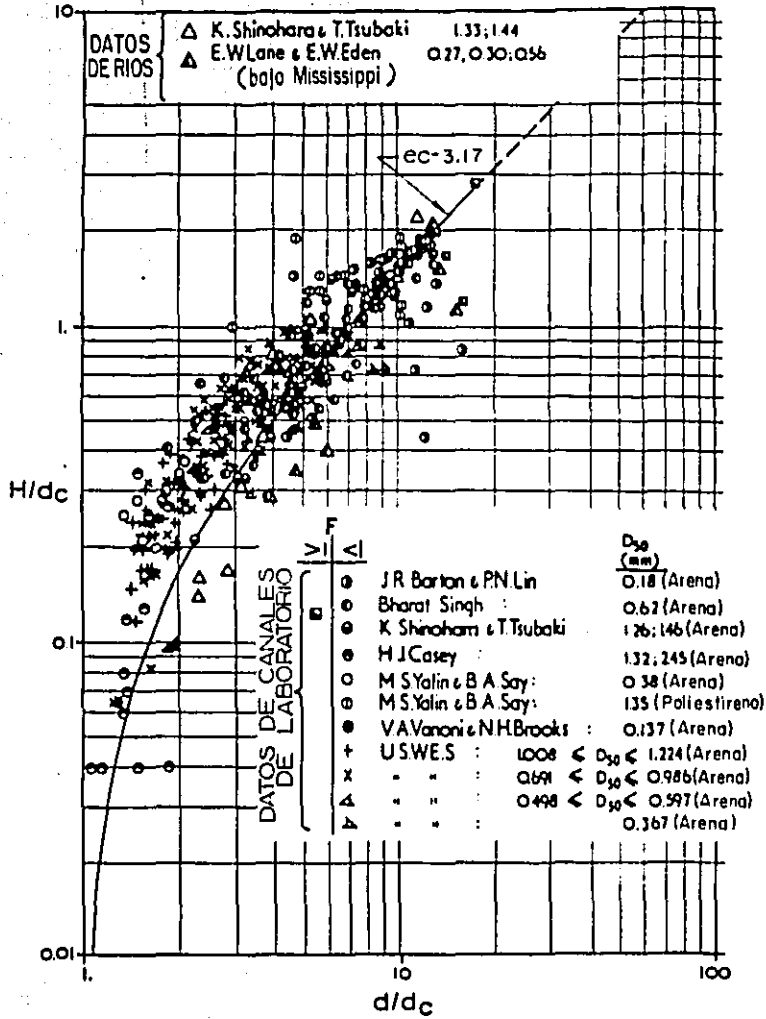 10
DATOS DE RIOS
K. Shinohara & T. Tsubaki 1.33; 1.44
E.W Lane & E.W. Eden 0.27, 0.30; 0.56
(bajo Mississippi)
ec-3.17
1.
H/dc
F
>1 <1
D50 (mm)
DATOS DE CANALES DE LABORATORIO
J.R. Barton & P.N. Lin 0.18 (Arena)
Bharat Singh : 0.62 (Arena)
K Shinohara & T. Tsubaki 1.26; 1.46 (Arena)
H.J. Casey : 1.32; 2.45 (Arena)
M S. Yalin & B A. Say : 0.38 (Arena)
M S. Yalin & B A. Say : 1.35 (Poliestireno)
V.A. Vanoni & N.H. Brooks : 0.137 (Arena)
U S.W.E.S : 1.008 ≤ D50 ≤ 1.224 (Arena)
" " : 0.691 ≤ D50 ≤ 0.986 (Arena)
" " : 0.498 ≤ D50 ≤ 0.597 (Arena)
" " : 0.367 (Arena)
0.1
0.01
1. 10 100
d/dc